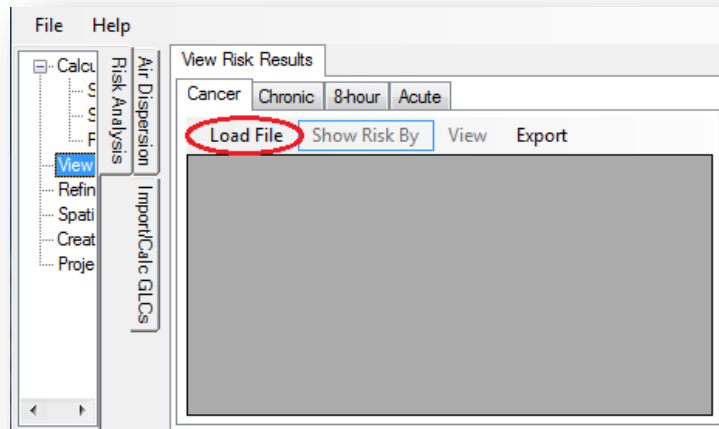 File Help
Calcu
S
S
F
View
Refin
Spati
Creat
Proje
Risk Analysis
Air Dispersion
Import/Calc GLCs
View Risk Results
Cancer Chronic 8-hour Acute
Load File Show Risk By View Export